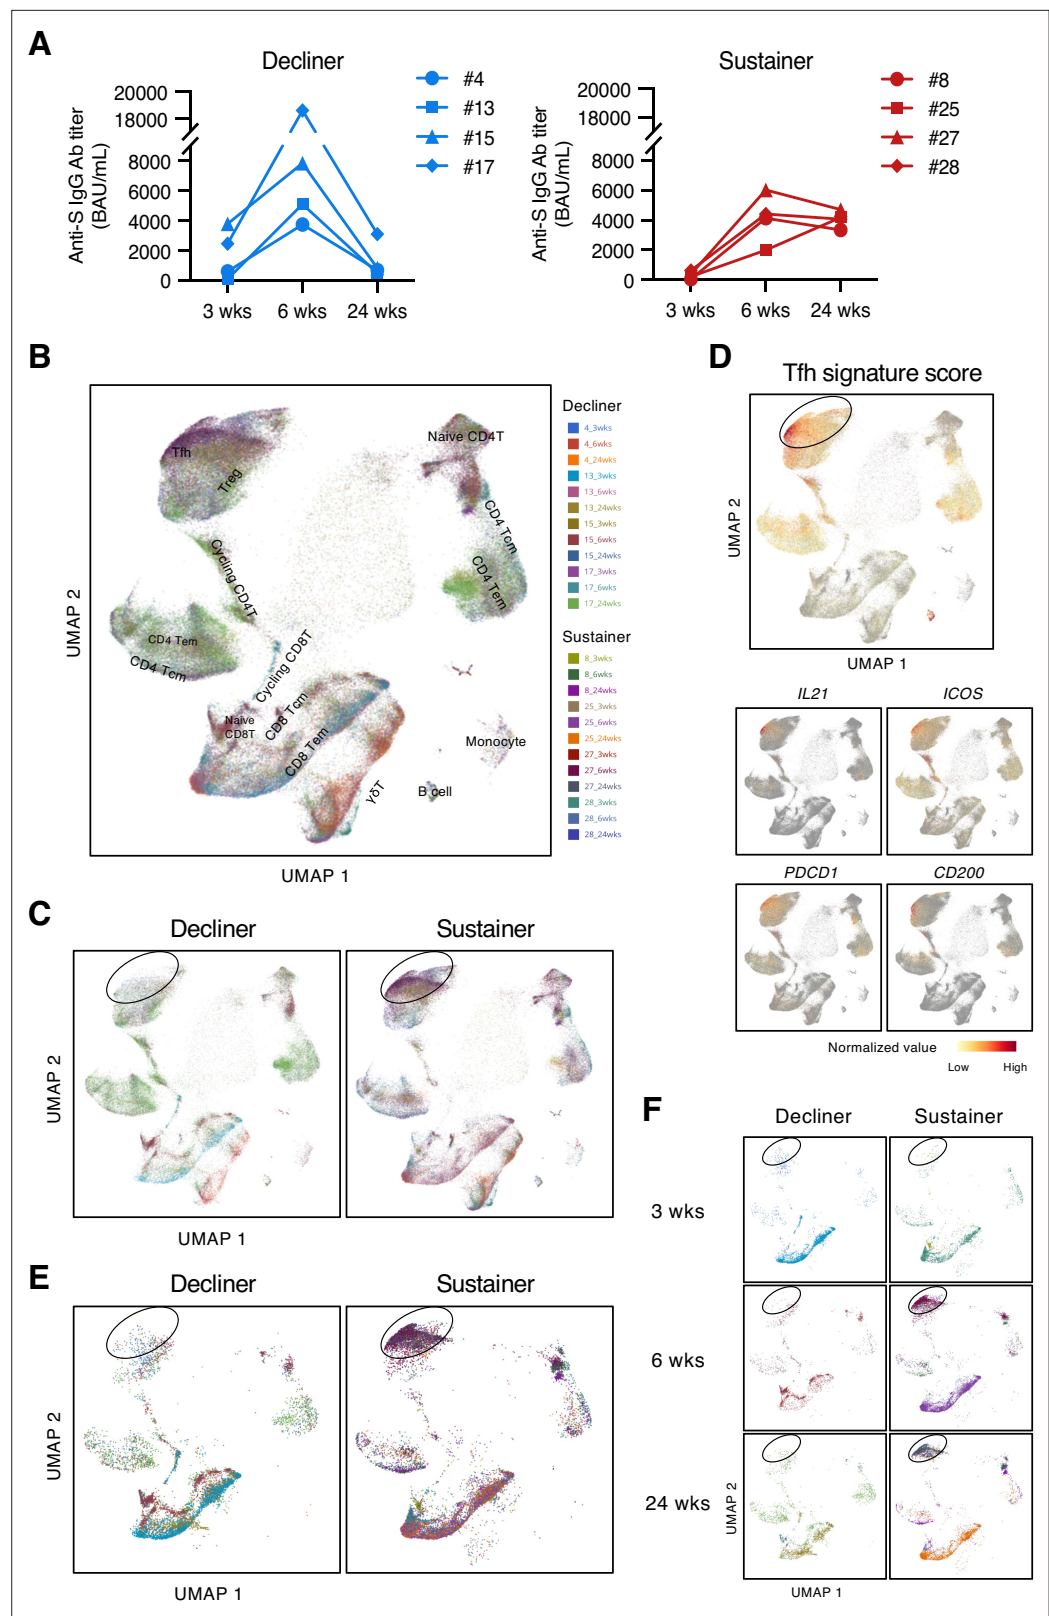 A
Decliner
Anti-S IgG Ab titer
(BAU/mL)
20000
18000
8000
6000
4000
2000
0
3 wks
6 wks
24 wks
#4
#13
#15
#17
Sustainer
Anti-S IgG Ab titer
(BAU/mL)
20000
18000
8000
6000
4000
2000
0
3 wks
6 wks
24 wks
#8
#25
#27
#28
B
UMAP 2
UMAP 1
Tfh
Treg
Naive CD4T
CD4 Tcm
CD4 Tem
Cycling CD4T
CD4 Tem
CD4 Tcm
Cycling CD8T
Naive
CD8T
CD8 Tcm
CD8 Tem
γδT
B cell
Monocyte
Decliner
4_3wks
4_6wks
4_24wks
13_3wks
13_6wks
13_24wks
15_3wks
15_6wks
15_24wks
17_3wks
17_6wks
17_24wks
Sustainer
8_3wks
8_6wks
8_24wks
25_3wks
25_6wks
25_24wks
27_3wks
27_6wks
27_24wks
28_3wks
28_6wks
28_24wks
C
Decliner
Sustainer
UMAP 2
UMAP 1
D
Tfh signature score
UMAP 2
UMAP 1
IL21
ICOS
PDCD1
CD200
Normalized value
Low
High
E
Decliner
Sustainer
UMAP 2
UMAP 1
F
Decliner
Sustainer
3 wks
6 wks
24 wks
UMAP 2
UMAP 1